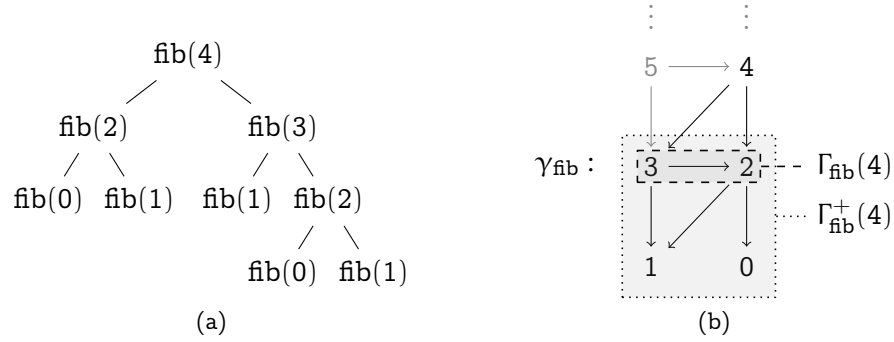 fib(4)
fib(2) fib(3)
fib(0) fib(1) fib(1) fib(2)
fib(0) fib(1)
(a)
⋮ ⋮
5 4
γfib : 3 2 Γfib(4)
Γ⁺fib(4)
1 0
(b)